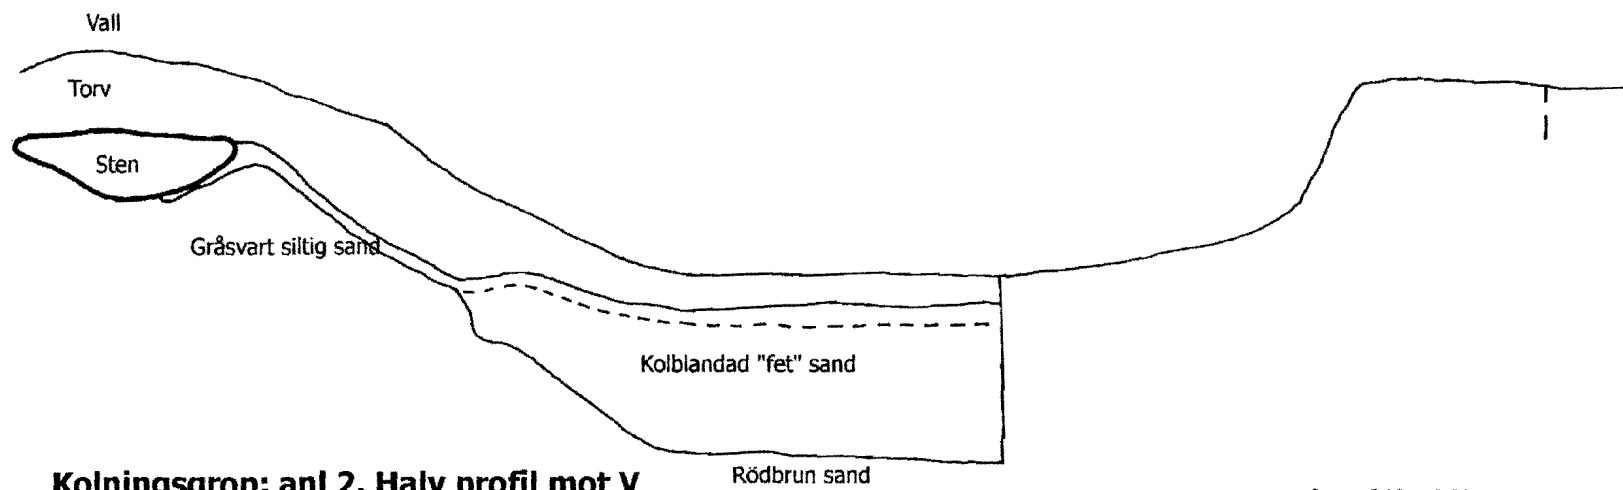 Vall
Torv
Sten
Gråsvart siltig sand
Kolblandad "fet" sand
Rödbrun sand
Kolningsgrop: anl 2. Halv profil mot V